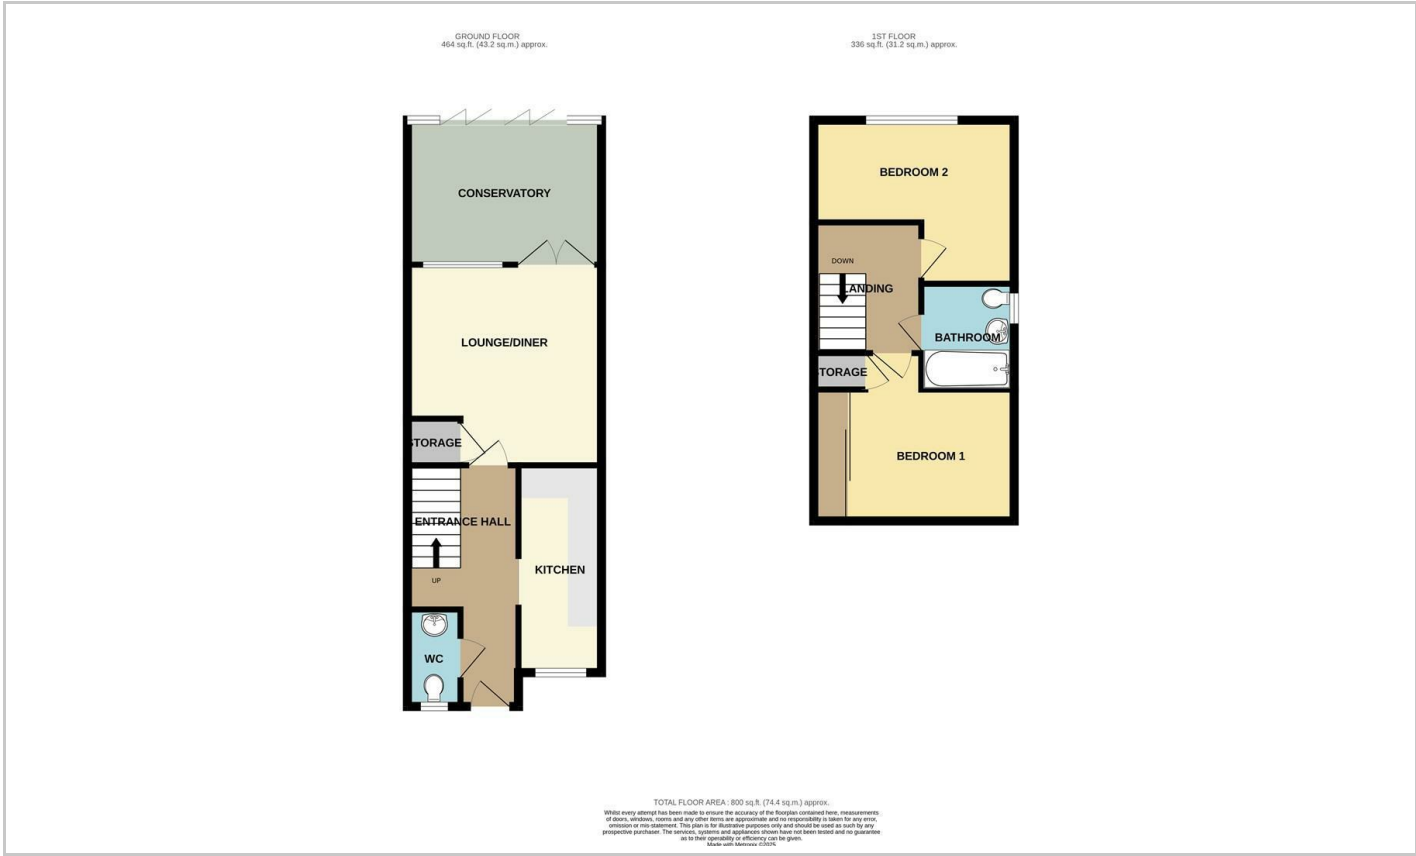 GROUND FLOOR
464 sq.ft. (43.2 sq.m.) approx.
1ST FLOOR
336 sq.ft. (31.2 sq.m.) approx.
CONSERVATORY
LOUNGE/DINER
STORAGE
ENTRANCE HALL
UP
KITCHEN
WC
BEDROOM 2
DOWN
LANDING
BATHROOM
STORAGE
BEDROOM 1
TOTAL FLOOR AREA : 800 sq.ft. (74.4 sq.m.) approx.
Whilst every attempt has been made to ensure the accuracy of the floorplan contained here, measurements
of doors, windows, rooms and any other items are approximate and no responsibility is taken for any error,
omission or mis-statement. This plan is for illustrative purposes only and should be used as such by any
prospective purchaser. The services, systems and appliances shown have not been tested and no guarantee
as to their operability or efficiency can be given.
Made with Metropix ©2025